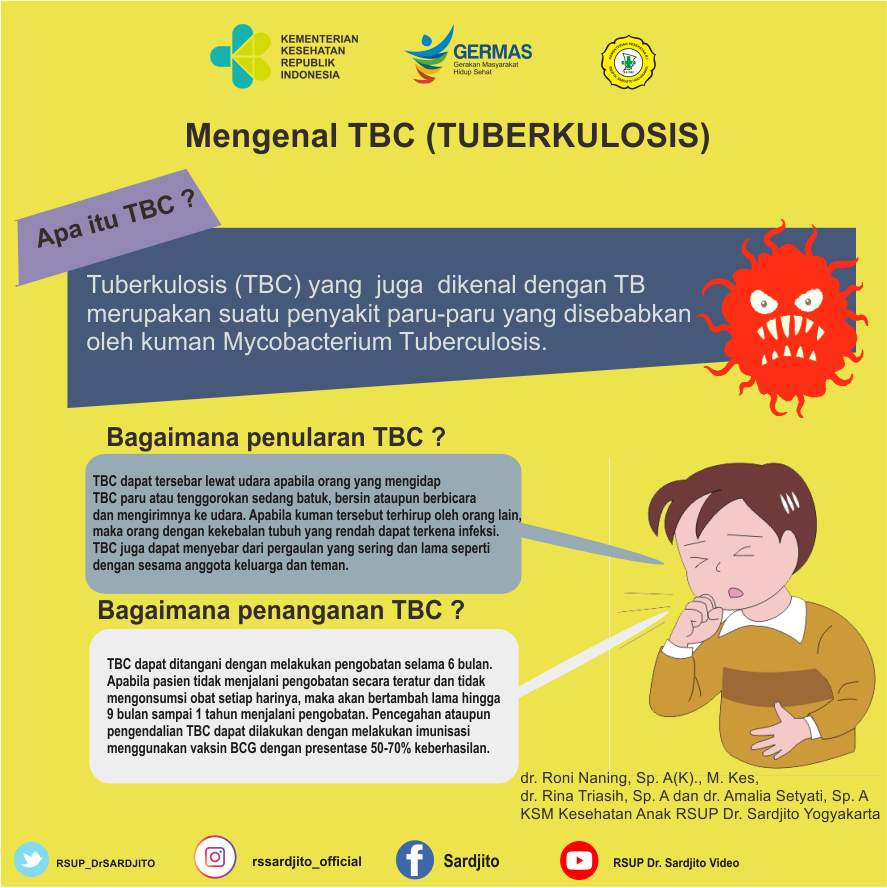 KEMENTERIAN
KESEHATAN
REPUBLIK
INDONESIA
GERMAS
Gerakan Masyarakat
Hidup Sehat
Mengenal TBC (TUBERKULOSIS)
Apa itu TBC ?
Tuberkulosis (TBC) yang juga dikenal dengan TB
merupakan suatu penyakit paru-paru yang disebabkan
oleh kuman Mycobacterium Tuberculosis.
Bagaimana penularan TBC ?
TBC dapat tersebar lewat udara apabila orang yang mengidap
TBC paru atau tenggorokan sedang batuk, bersin ataupun berbicara
dan mengirimnya ke udara. Apabila kuman tersebut terhirup oleh orang lain,
maka orang dengan kekebalan tubuh yang rendah dapat terkena infeksi.
TBC juga dapat menyebar dari pergaulan yang sering dan lama seperti
dengan sesama anggota keluarga dan teman.
Bagaimana penanganan TBC ?
TBC dapat ditangani dengan melakukan pengobatan selama 6 bulan.
Apabila pasien tidak menjalani pengobatan secara teratur dan tidak
mengonsumsi obat setiap harinya, maka akan bertambah lama hingga
9 bulan sampai 1 tahun menjalani pengobatan. Pencegahan ataupun
pengendalian TBC dapat dilakukan dengan melakukan imunisasi
menggunakan vaksin BCG dengan presentase 50-70% keberhasilan.
dr. Roni Naning, Sp. A(K)., M. Kes,
dr. Rina Triasih, Sp. A dan dr. Amalia Setyati, Sp. A
KSM Kesehatan Anak RSUP Dr. Sardjito Yogyakarta
RSUP_DrSARDJITO
rssardjito_official
Sardjito
RSUP Dr. Sardjito Video